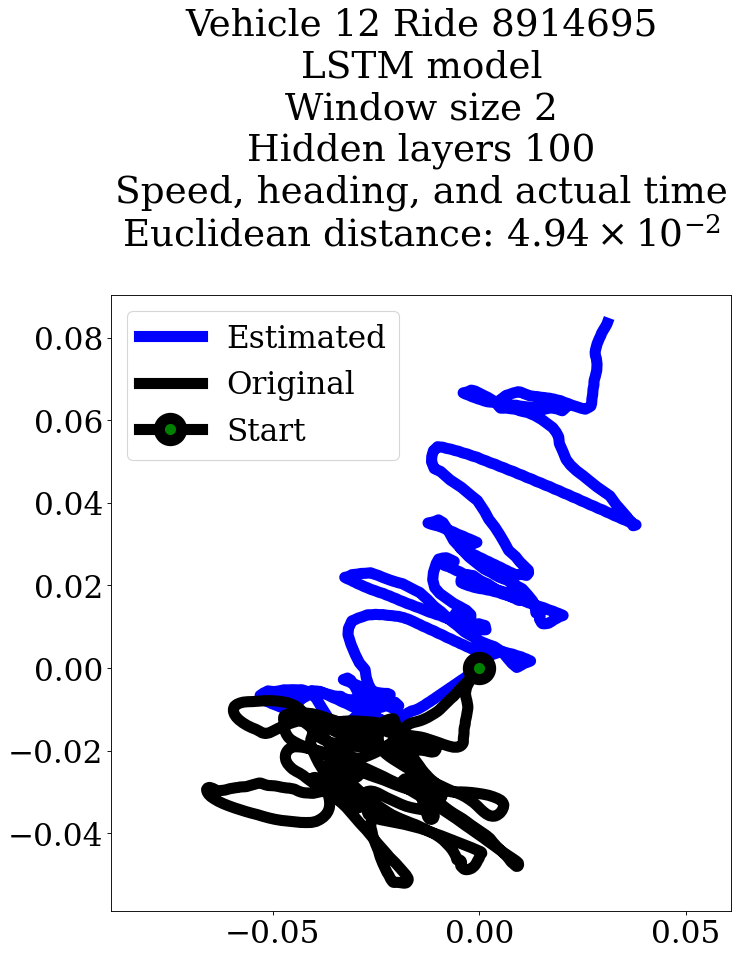 Vehicle 12 Ride 8914695
LSTM model
Window size 2
Hidden layers 100
Speed, heading, and actual time
Euclidean distance: 4.94 × 10⁻²
Estimated
Original
Start
0.08
0.06
0.04
0.02
0.00
−0.02
−0.04
−0.05 0.00 0.05